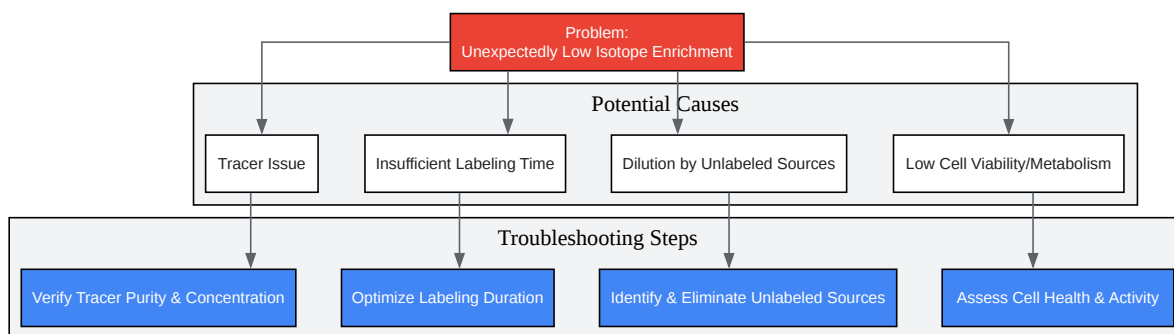 Problem:
Unexpectedly Low Isotope Enrichment
Potential Causes
Tracer Issue
Insufficient Labeling Time
Dilution by Unlabeled Sources
Low Cell Viability/Metabolism
Troubleshooting Steps
Verify Tracer Purity & Concentration
Optimize Labeling Duration
Identify & Eliminate Unlabeled Sources
Assess Cell Health & Activity